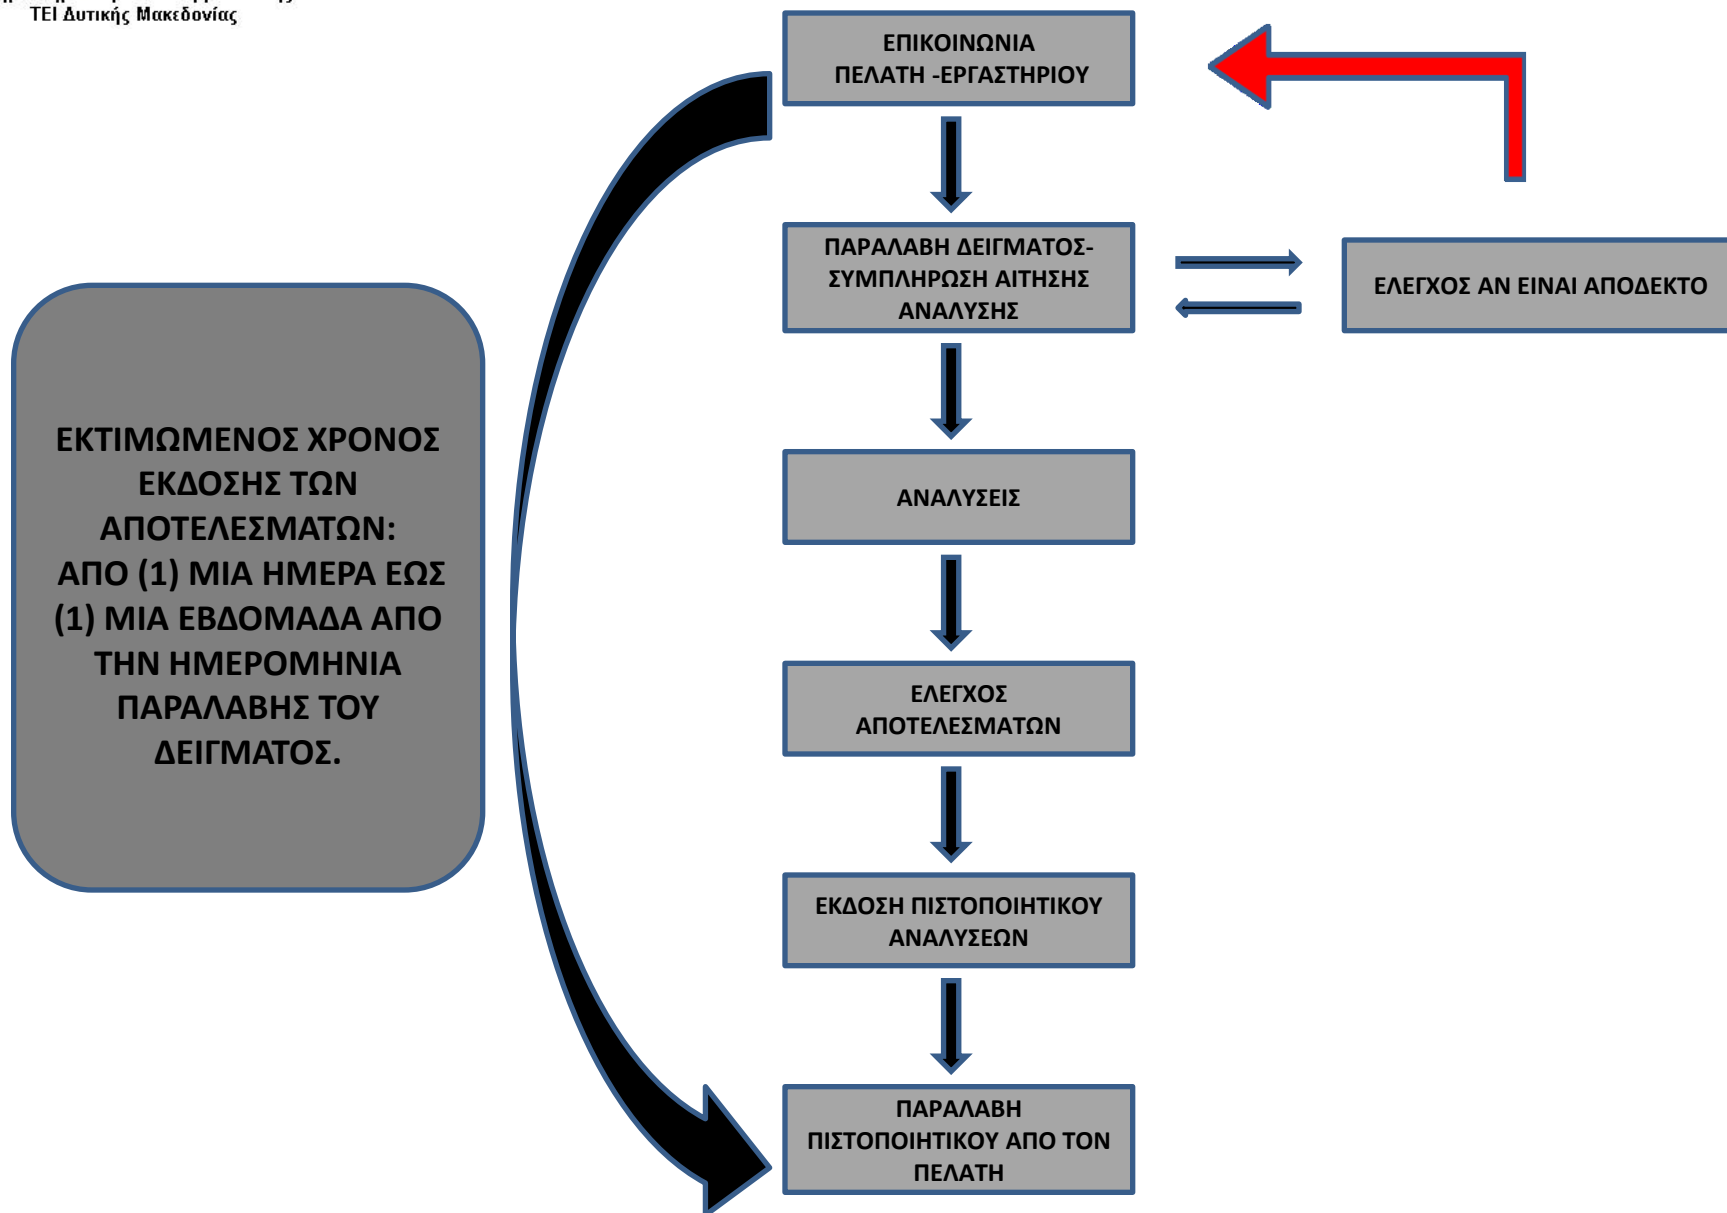 ΤΕΙ Δυτικής Μακεδονίας
ΕΠΙΚΟΙΝΩΝΙΑ
ΠΕΛΑΤΗ -ΕΡΓΑΣΤΗΡΙΟΥ
ΠΑΡΑΛΑΒΗ ΔΕΙΓΜΑΤΟΣ-
ΣΥΜΠΛΗΡΩΣΗ ΑΙΤΗΣΗΣ
ΑΝΑΛΥΣΗΣ
ΕΛΕΓΧΟΣ ΑΝ ΕΙΝΑΙ ΑΠΟΔΕΚΤΟ
ΕΚΤΙΜΩΜΕΝΟΣ ΧΡΟΝΟΣ
ΕΚΔΟΣΗΣ ΤΩΝ
ΑΠΟΤΕΛΕΣΜΑΤΩΝ:
ΑΠΟ (1) ΜΙΑ ΗΜΕΡΑ ΕΩΣ
(1) ΜΙΑ ΕΒΔΟΜΑΔΑ ΑΠΟ
ΤΗΝ ΗΜΕΡΟΜΗΝΙΑ
ΠΑΡΑΛΑΒΗΣ ΤΟΥ
ΔΕΙΓΜΑΤΟΣ.
ΑΝΑΛΥΣΕΙΣ
ΕΛΕΓΧΟΣ
ΑΠΟΤΕΛΕΣΜΑΤΩΝ
ΕΚΔΟΣΗ ΠΙΣΤΟΠΟΙΗΤΙΚΟΥ
ΑΝΑΛΥΣΕΩΝ
ΠΑΡΑΛΑΒΗ
ΠΙΣΤΟΠΟΙΗΤΙΚΟΥ ΑΠΟ ΤΟΝ
ΠΕΛΑΤΗ